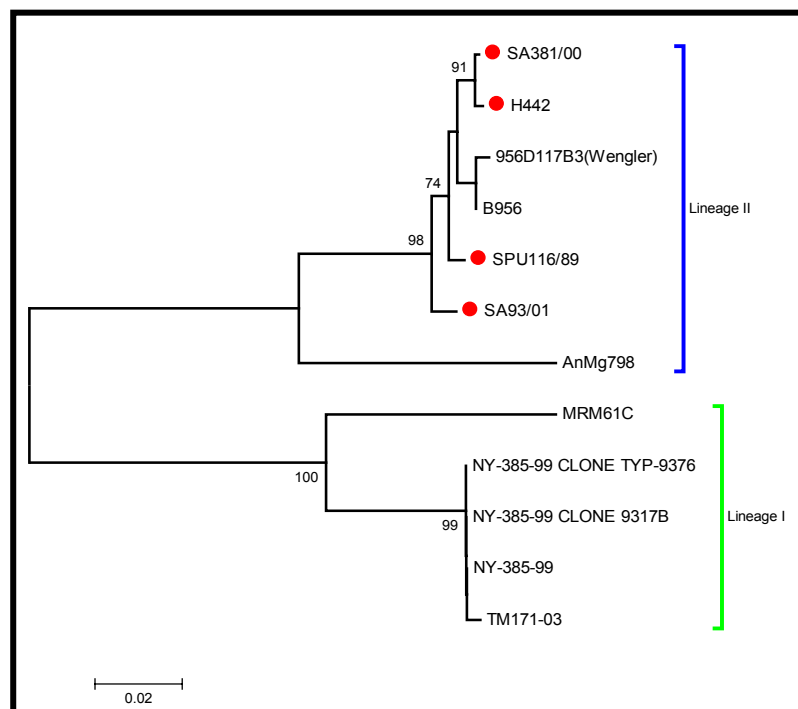 SA381/00
91
H442
956D117B3(Wengler)
74
B956
Lineage II
98
SPU116/89
SA93/01
AnMg798
MRM61C
NY-385-99 CLONE TYP-9376
100
NY-385-99 CLONE 9317B
Lineage I
99
NY-385-99
TM171-03
0.02